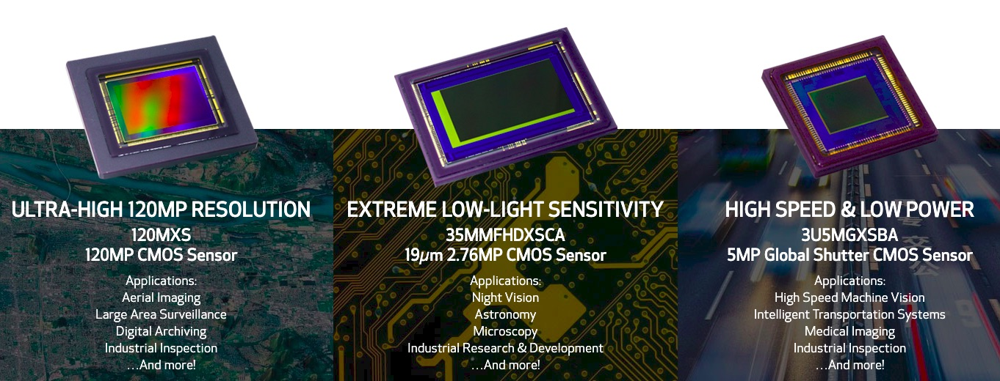 ULTRA-HIGH 120MP RESOLUTION
120MXS
120MP CMOS Sensor
Applications:
Aerial Imaging
Large Area Surveillance
Digital Archiving
Industrial Inspection
...And more!
EXTREME LOW-LIGHT SENSITIVITY
35MMFHDXSCA
19µm 2.76MP CMOS Sensor
Applications:
Night Vision
Astronomy
Microscopy
Industrial Research & Development
...And more!
HIGH SPEED & LOW POWER
3U5MGXSBA
5MP Global Shutter CMOS Sensor
Applications:
High Speed Machine Vision
Intelligent Transportation Systems
Medical Imaging
Industrial Inspection
...And more!